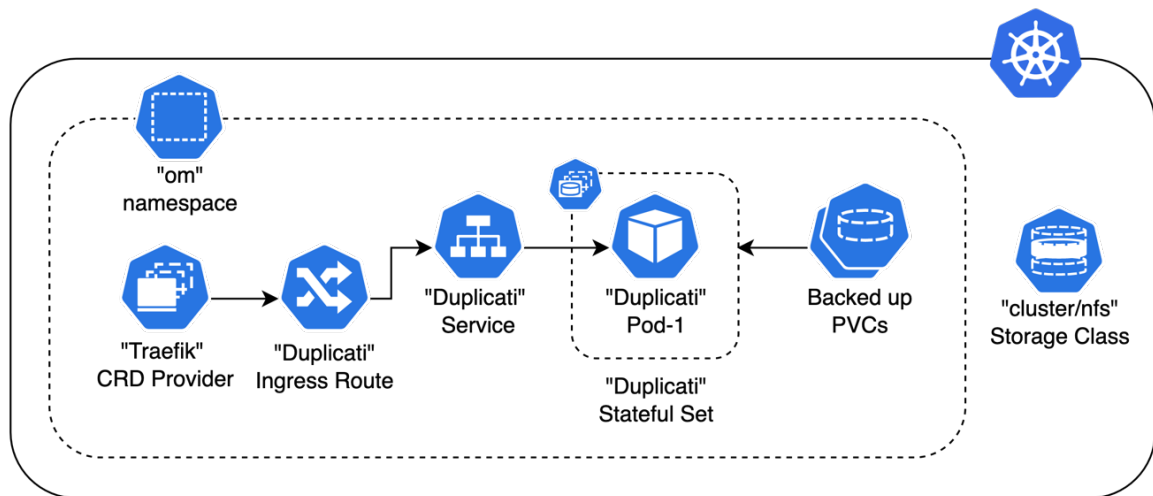 "om"
namespace
"Traefik"
CRD Provider
"Duplicati"
Ingress Route
"Duplicati"
Service
"Duplicati"
Pod-1
"Duplicati"
Stateful Set
Backed up
PVCs
"cluster/nfs"
Storage Class